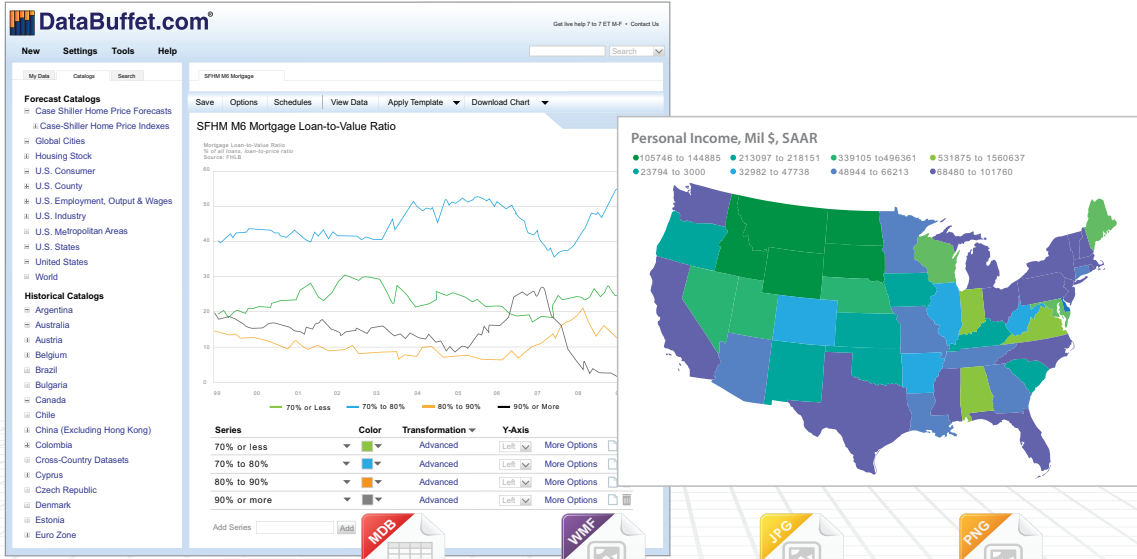 DataBuffet.com®
Get live help 7 to 7 ET M-F • Contact Us
New Settings Tools Help
Search
My Data Catalogs Search
Forecast Catalogs
Case Shiller Home Price Forecasts
Case-Shiller Home Price Indexes
Global Cities
Housing Stock
U.S. Consumer
U.S. County
U.S. Employment, Output & Wages
U.S. Industry
U.S. Metropolitan Areas
U.S. States
United States
World
Historical Catalogs
Argentina
Australia
Austria
Belgium
Brazil
Bulgaria
Canada
Chile
China (Excluding Hong Kong)
Colombia
Cross-Country Datasets
Cyprus
Czech Republic
Denmark
Estonia
Euro Zone
SFHM M6 Mortgage
Save Options Schedules View Data Apply Template Download Chart
SFHM M6 Mortgage Loan-to-Value Ratio
Mortgage Loan-to-Value Ratio
% of all loans, loan-to-price ratio
Source: FHLB
60
50
40
30
20
10
0
99 00 01 02 03 04 05 06 07 08
70% or Less 70% to 80% 80% to 90% 90% or More
Series Color Transformation Y-Axis
70% or less Advanced Left More Options
70% to 80% Advanced Left More Options
80% to 90% Advanced Left More Options
90% or more Advanced Left More Options
Add Series Add
Personal Income, Mil $, SAAR
105746 to 144885 213097 to 218151 339105 to496361 531875 to 1560637
23794 to 3000 32982 to 47738 48944 to 66213 68480 to 101760
MDB
WMF
JPG
PNG